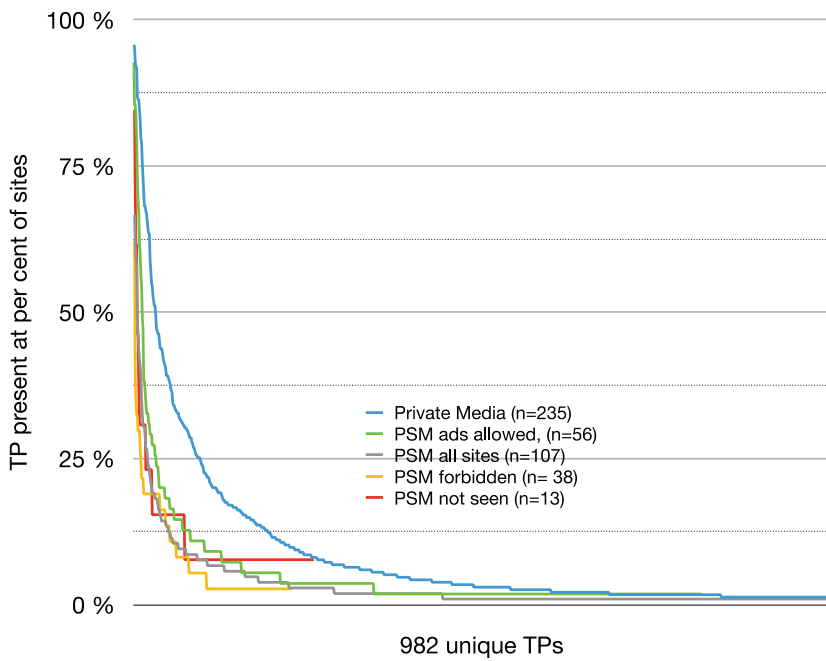 100 %
75 %
50 %
25 %
0 %
TP present at per cent of sites
Private Media (n=235)
PSM ads allowed, (n=56)
PSM all sites (n=107)
PSM forbidden (n= 38)
PSM not seen (n=13)
982 unique TPs